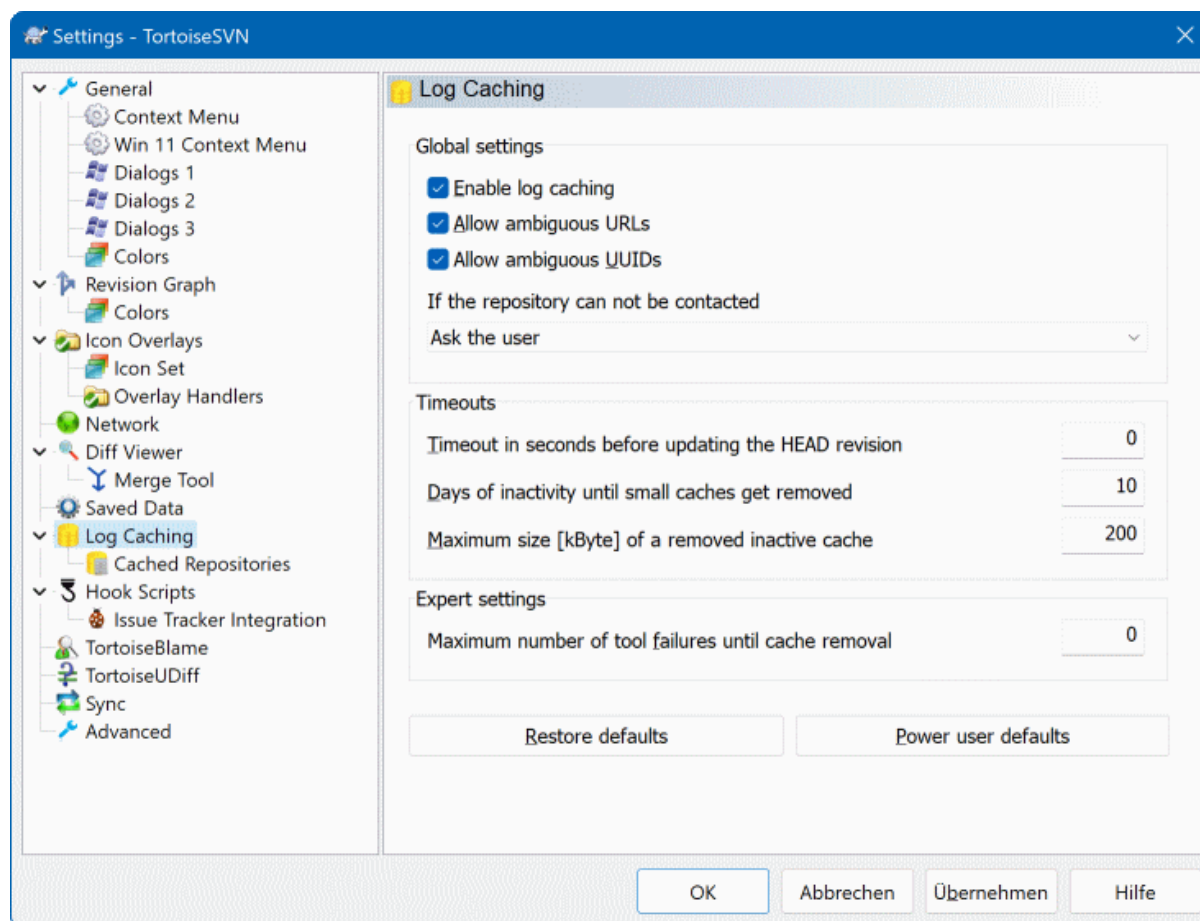 Settings - TortoiseSVN
General
Context Menu
Win 11 Context Menu
Dialogs 1
Dialogs 2
Dialogs 3
Colors
Revision Graph
Colors
Icon Overlays
Icon Set
Overlay Handlers
Network
Diff Viewer
Merge Tool
Saved Data
Log Caching
Cached Repositories
Hook Scripts
Issue Tracker Integration
TortoiseBlame
TortoiseUDiff
Sync
Advanced
Log Caching
Global settings
Enable log caching
Allow ambiguous URLs
Allow ambiguous UUIDs
If the repository can not be contacted
Ask the user
Timeouts
Timeout in seconds before updating the HEAD revision 0
Days of inactivity until small caches get removed 10
Maximum size [kByte] of a removed inactive cache 200
Expert settings
Maximum number of tool failures until cache removal 0
Restore defaults Power user defaults
OK Abbrechen Übernehmen Hilfe